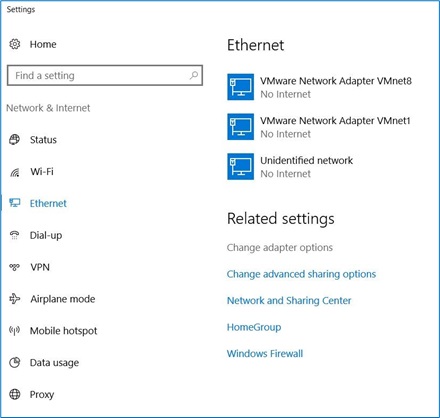 Settings
Home
Find a setting
Network & Internet
Status
Wi-Fi
Ethernet
Dial-up
VPN
Airplane mode
Mobile hotspot
Data usage
Proxy
Ethernet
VMware Network Adapter VMnet8
No Internet
VMware Network Adapter VMnet1
No Internet
Unidentified network
No Internet
Related settings
Change adapter options
Change advanced sharing options
Network and Sharing Center
HomeGroup
Windows Firewall